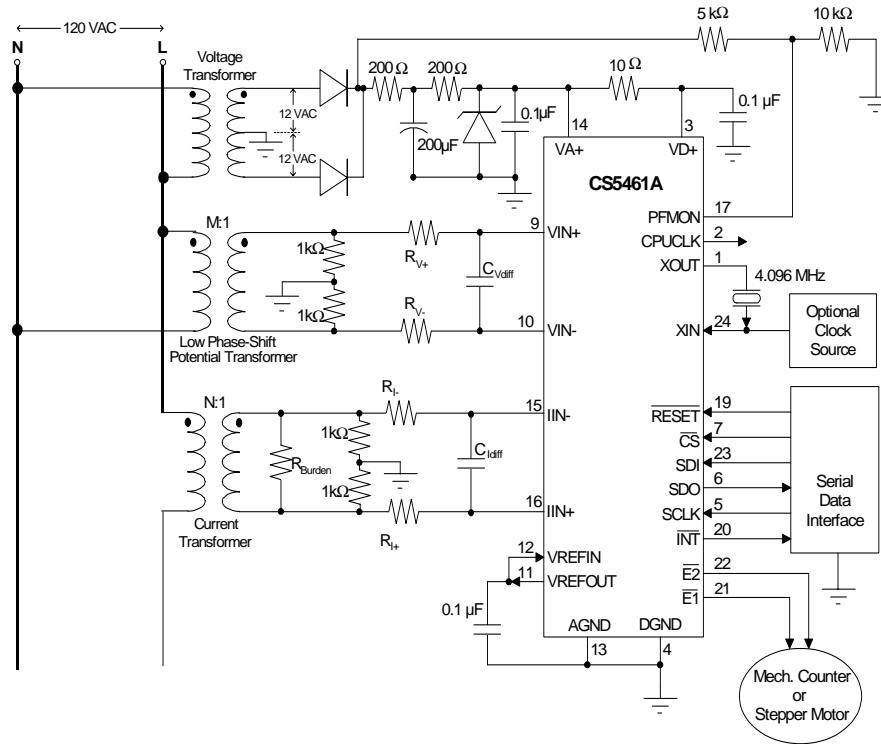 120 VAC
N
L
Voltage
Transformer
12 VAC
12 VAC
200Ω
200Ω
200µF
0.1µF
10 Ω
5 kΩ
10 kΩ
0.1 µF
14
3
VA+
VD+
CS5461A
PFMON
17
CPUCLK
2
XOUT
1
4.096 MHz
XIN
24
Optional
Clock
Source
M:1
1kΩ
1kΩ
RV+
RV-
CVdiff
9
VIN+
10
VIN-
Low Phase-Shift
Potential Transformer
N:1
RBurden
1kΩ
1kΩ
RI-
RI+
CIdiff
15
IIN-
16
IIN+
Current
Transformer
12
VREFIN
11
VREFOUT
0.1 µF
RESET
19
CS
7
SDI
23
SDO
6
SCLK
5
INT
20
Serial
Data
Interface
E2
22
E1
21
AGND
DGND
13
4
Mech. Counter
or
Stepper Motor